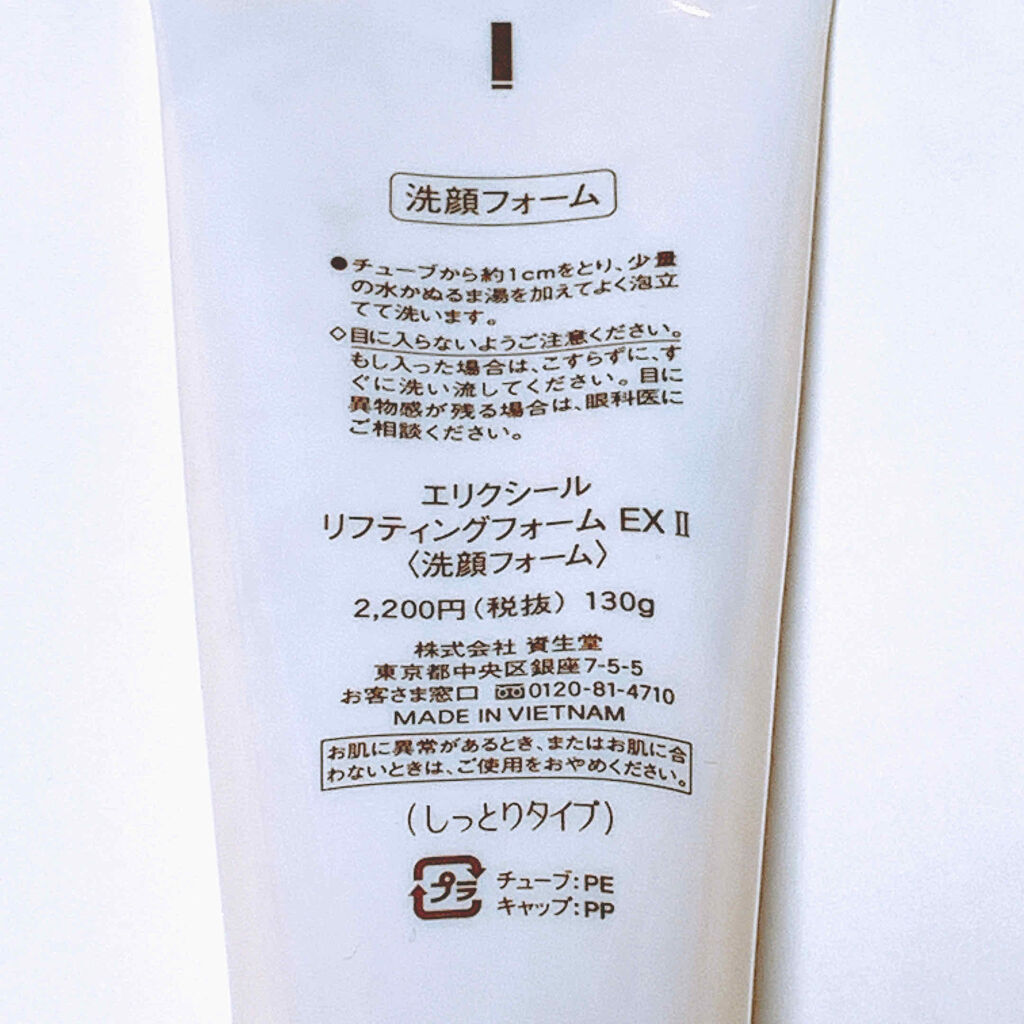 洗顔フォーム
●チューブから約1cmをとり、少量
の水かぬるま湯を加えてよく泡立
てて洗います。
◇目に入らないようご注意ください。
もし入った場合は、こすらずに、す
ぐに洗い流してください。目に
異物感が残る場合は、眼科医に
ご相談ください。
エリクシール
リフティングフォーム EX Ⅱ
〈洗顔フォーム〉
2,200円(税抜) 130g
株式会社 資生堂
東京都中央区銀座7-5-5
お客さま窓口 0120-81-4710
MADE IN VIETNAM
お肌に異常があるとき、またはお肌に合
わないときは、ご使用をおやめください。
(しっとりタイプ)
プラ チューブ:PE
キャップ:PP